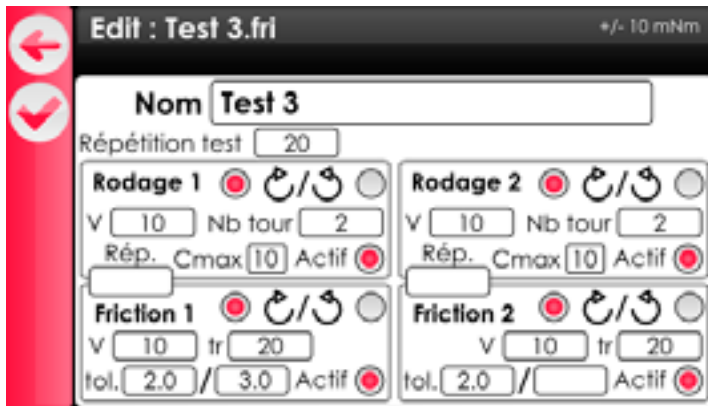 Edit : Test 3.fri +/- 10 mNm
Nom Test 3
Répétition test 20
Rodage 1 / Rodage 2 /
V 10 Nb tour 2 V 10 Nb tour 2
Rép. Cmax 10 Actif Rép. Cmax 10 Actif
Friction 1 / Friction 2 /
V 10 tr 20 V 10 tr 20
tol. 2.0 / 3.0 Actif tol. 2.0 / Actif